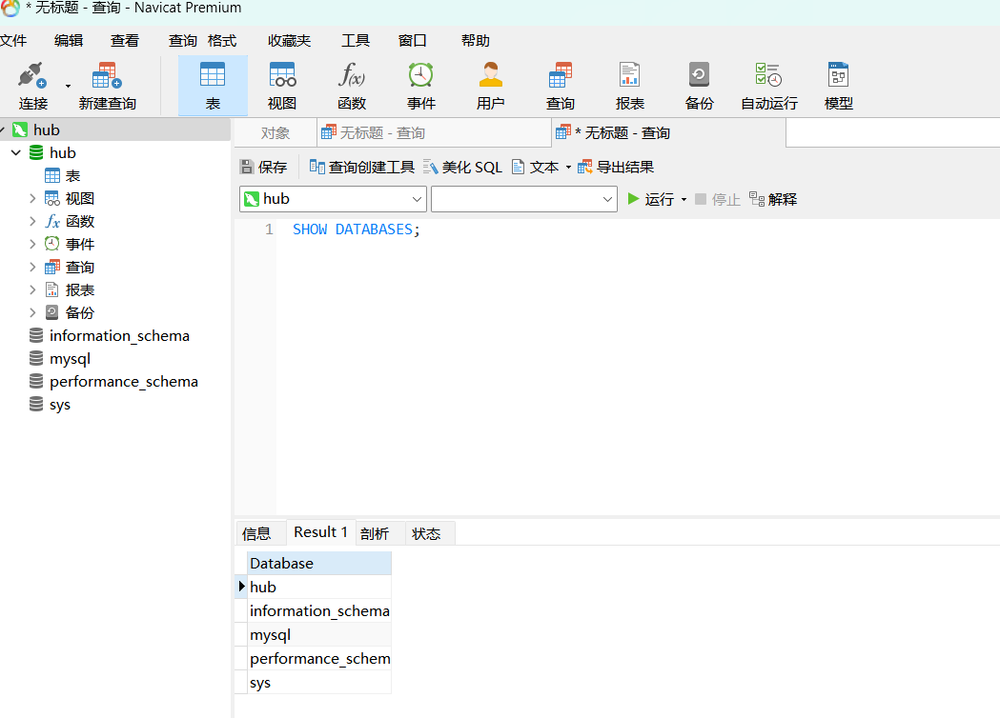 * 无标题 - 查询 - Navicat Premium
文件 编辑 查看 查询 格式 收藏夹 工具 窗口 帮助
连接 新建查询 表 视图 f(x) 函数 事件 用户 查询 报表 备份 自动运行 模型
hub
hub
表
视图
fx 函数
事件
查询
报表
备份
information_schema
mysql
performance_schema
sys
对象 无标题 - 查询 * 无标题 - 查询
保存 查询创建工具 美化 SQL 文本 导出结果
hub 运行 停止 解释
1 SHOW DATABASES;
信息 Result 1 剖析 状态
Database
hub
information_schema
mysql
performance_schem
sys